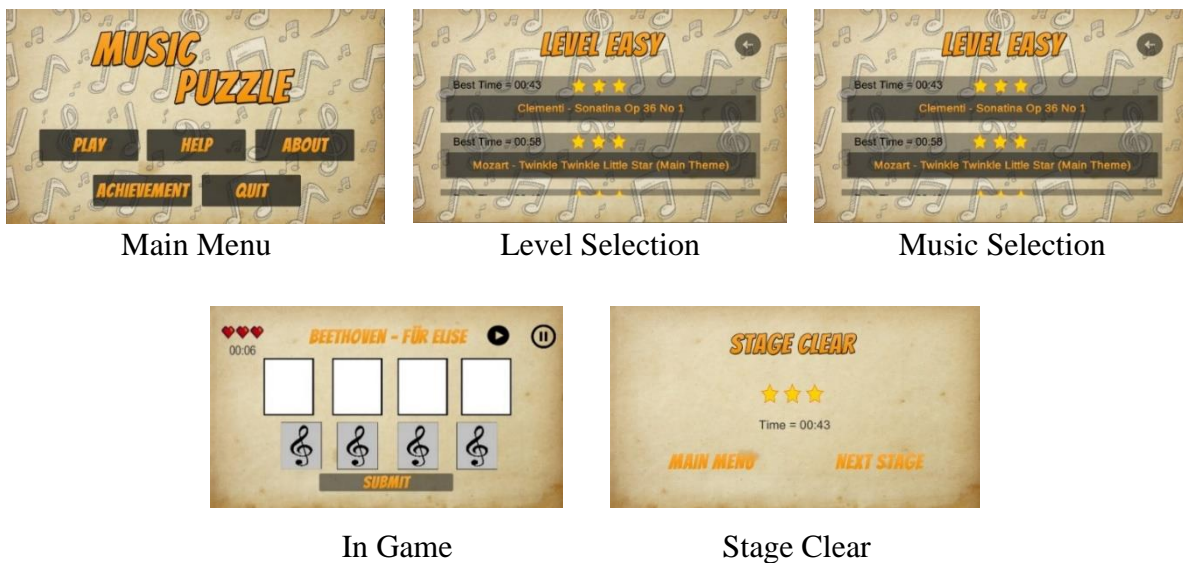 MUSIC
PUZZLE
PLAY HELP ABOUT
ACHIEVEMENT QUIT
Main Menu
LEVEL EASY
Best Time = 00:43
Clementi - Sonatina Op 36 No 1
Best Time = 00:58
Mozart - Twinkle Twinkle Little Star (Main Theme)
Level Selection
LEVEL EASY
Best Time = 00:43
Clementi - Sonatina Op 36 No 1
Best Time = 00:58
Mozart - Twinkle Twinkle Little Star (Main Theme)
Music Selection
BEETHOVEN - FÜR ELISE
00:06
SUBMIT
In Game
STAGE CLEAR
Time = 00:43
MAIN MENU NEXT STAGE
Stage Clear